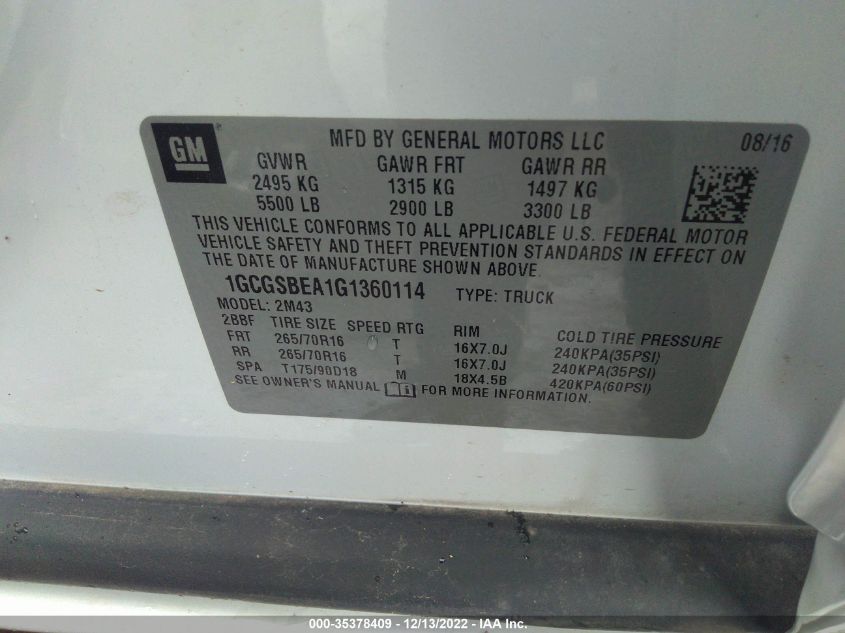 GM
MFD BY GENERAL MOTORS LLC 08/16
GVWR GAWR FRT GAWR RR
2495 KG 1315 KG 1497 KG
5500 LB 2900 LB 3300 LB
THIS VEHICLE CONFORMS TO ALL APPLICABLE U.S. FEDERAL MOTOR
VEHICLE SAFETY AND THEFT PREVENTION STANDARDS IN EFFECT ON
THE DATE OF MANUFACTURE SHOWN ABOVE.
1GCGSBEA1G1360114 TYPE: TRUCK
MODEL: 2M43
2BBF TIRE SIZE SPEED RTG RIM COLD TIRE PRESSURE
FRT 265/70R16 T 16X7.0J 240KPA(35PSI)
RR 265/70R16 T 16X7.0J 240KPA(35PSI)
SPA T175/90D18 M 18X4.5B 420KPA(60PSI)
SEE OWNER'S MANUAL FOR MORE INFORMATION.
000-35378409 - 12/13/2022 - IAA Inc.